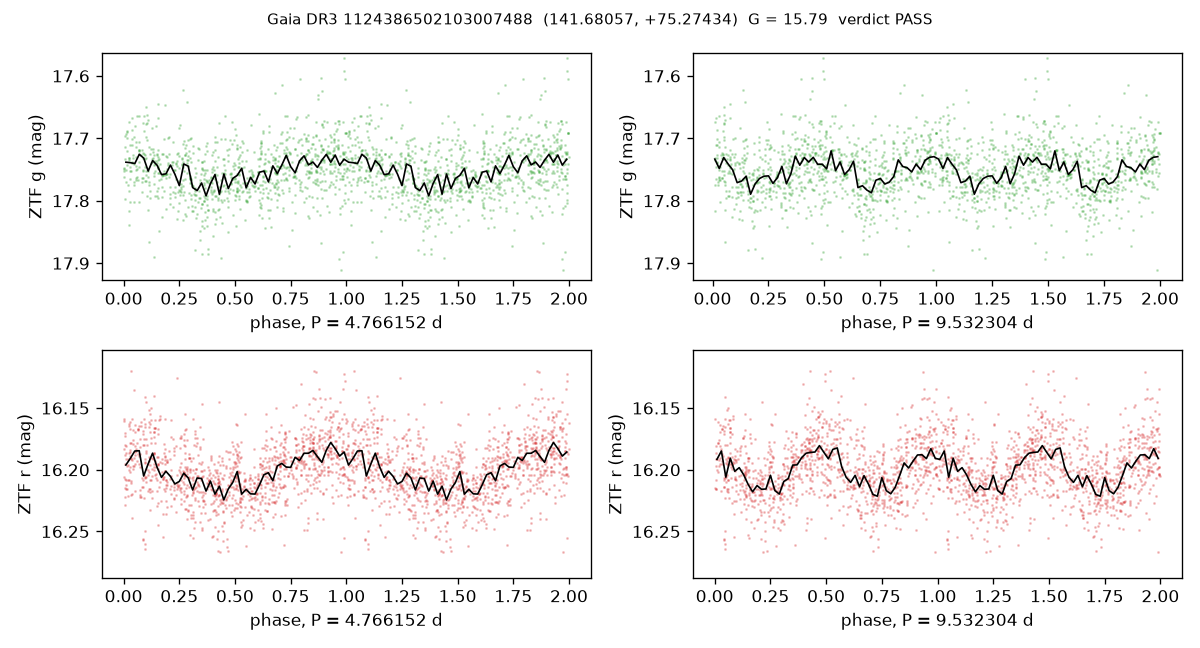 Gaia DR3 1124386502103007488 (141.68057, +75.27434) G = 15.79 verdict PASS
ZTF g (mag)
17.6
17.7
17.8
17.9
0.00 0.25 0.50 0.75 1.00 1.25 1.50 1.75 2.00
phase, P = 4.766152 d
ZTF g (mag)
17.6
17.7
17.8
17.9
0.00 0.25 0.50 0.75 1.00 1.25 1.50 1.75 2.00
phase, P = 9.532304 d
ZTF r (mag)
16.15
16.20
16.25
0.00 0.25 0.50 0.75 1.00 1.25 1.50 1.75 2.00
phase, P = 4.766152 d
ZTF r (mag)
16.15
16.20
16.25
0.00 0.25 0.50 0.75 1.00 1.25 1.50 1.75 2.00
phase, P = 9.532304 d